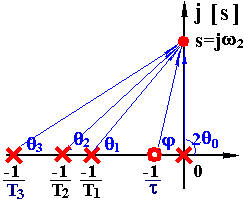 j [s]
s=jω₂
θ₃ θ₂ θ₁ φ 2θ₀
-1/T₃ -1/T₂ -1/T₁ -1/τ 0